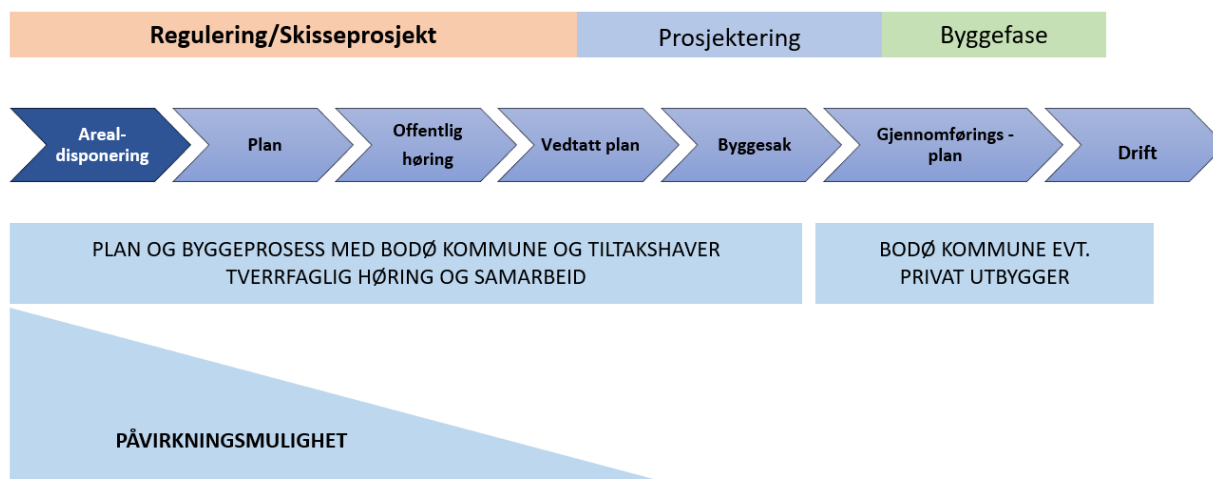 Regulering/Skisseprosjekt
Prosjektering
Byggefase
Areal-
disponering
Plan
Offentlig
høring
Vedtatt plan
Byggesak
Gjennomførings -
plan
Drift
PLAN OG BYGGEPROSESS MED BODØ KOMMUNE OG TILTAKSHAVER
TVERRFAGLIG HØRING OG SAMARBEID
BODØ KOMMUNE EVT.
PRIVAT UTBYGGER
PÅVIRKNINGSMULIGHET